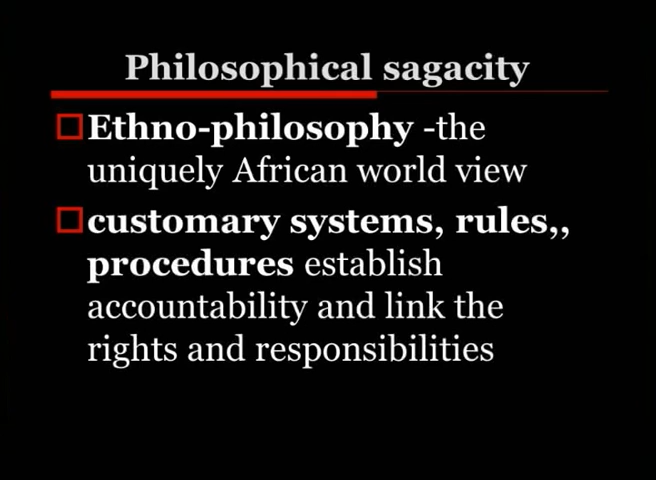 Philosophical sagacity
Ethno-philosophy -the
uniquely African world view
customary systems, rules,,
procedures establish
accountability and link the
rights and responsibilities